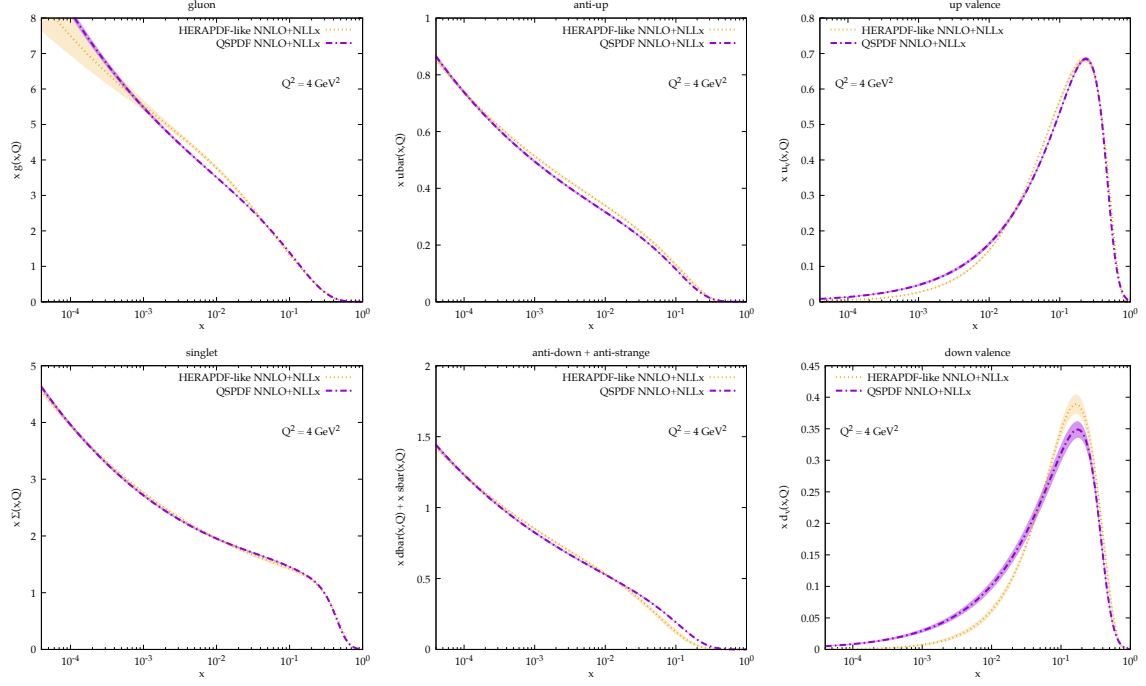 gluon
HERAPDF-like NNLO+NLLx
QSPDF NNLO+NLLx
Q² = 4 GeV²
x g(x,Q)
8
7
6
5
4
3
2
1
0
10⁻⁴ 10⁻³ 10⁻² 10⁻¹ 10⁰
x
anti-up
HERAPDF-like NNLO+NLLx
QSPDF NNLO+NLLx
Q² = 4 GeV²
x ubar(x,Q)
1
0.8
0.6
0.4
0.2
0
10⁻⁴ 10⁻³ 10⁻² 10⁻¹ 10⁰
x
up valence
HERAPDF-like NNLO+NLLx
QSPDF NNLO+NLLx
Q² = 4 GeV²
x uᵥ(x,Q)
0.8
0.7
0.6
0.5
0.4
0.3
0.2
0.1
0
10⁻⁴ 10⁻³ 10⁻² 10⁻¹ 10⁰
x
singlet
HERAPDF-like NNLO+NLLx
QSPDF NNLO+NLLx
Q² = 4 GeV²
x Σ(x,Q)
5
4
3
2
1
0
10⁻⁴ 10⁻³ 10⁻² 10⁻¹ 10⁰
x
anti-down + anti-strange
HERAPDF-like NNLO+NLLx
QSPDF NNLO+NLLx
Q² = 4 GeV²
x dbar(x,Q) + x sbar(x,Q)
2
1.5
1
0.5
0
10⁻⁴ 10⁻³ 10⁻² 10⁻¹ 10⁰
x
down valence
HERAPDF-like NNLO+NLLx
QSPDF NNLO+NLLx
Q² = 4 GeV²
x dᵥ(x,Q)
0.45
0.4
0.35
0.3
0.25
0.2
0.15
0.1
0.05
0
10⁻⁴ 10⁻³ 10⁻² 10⁻¹ 10⁰
x